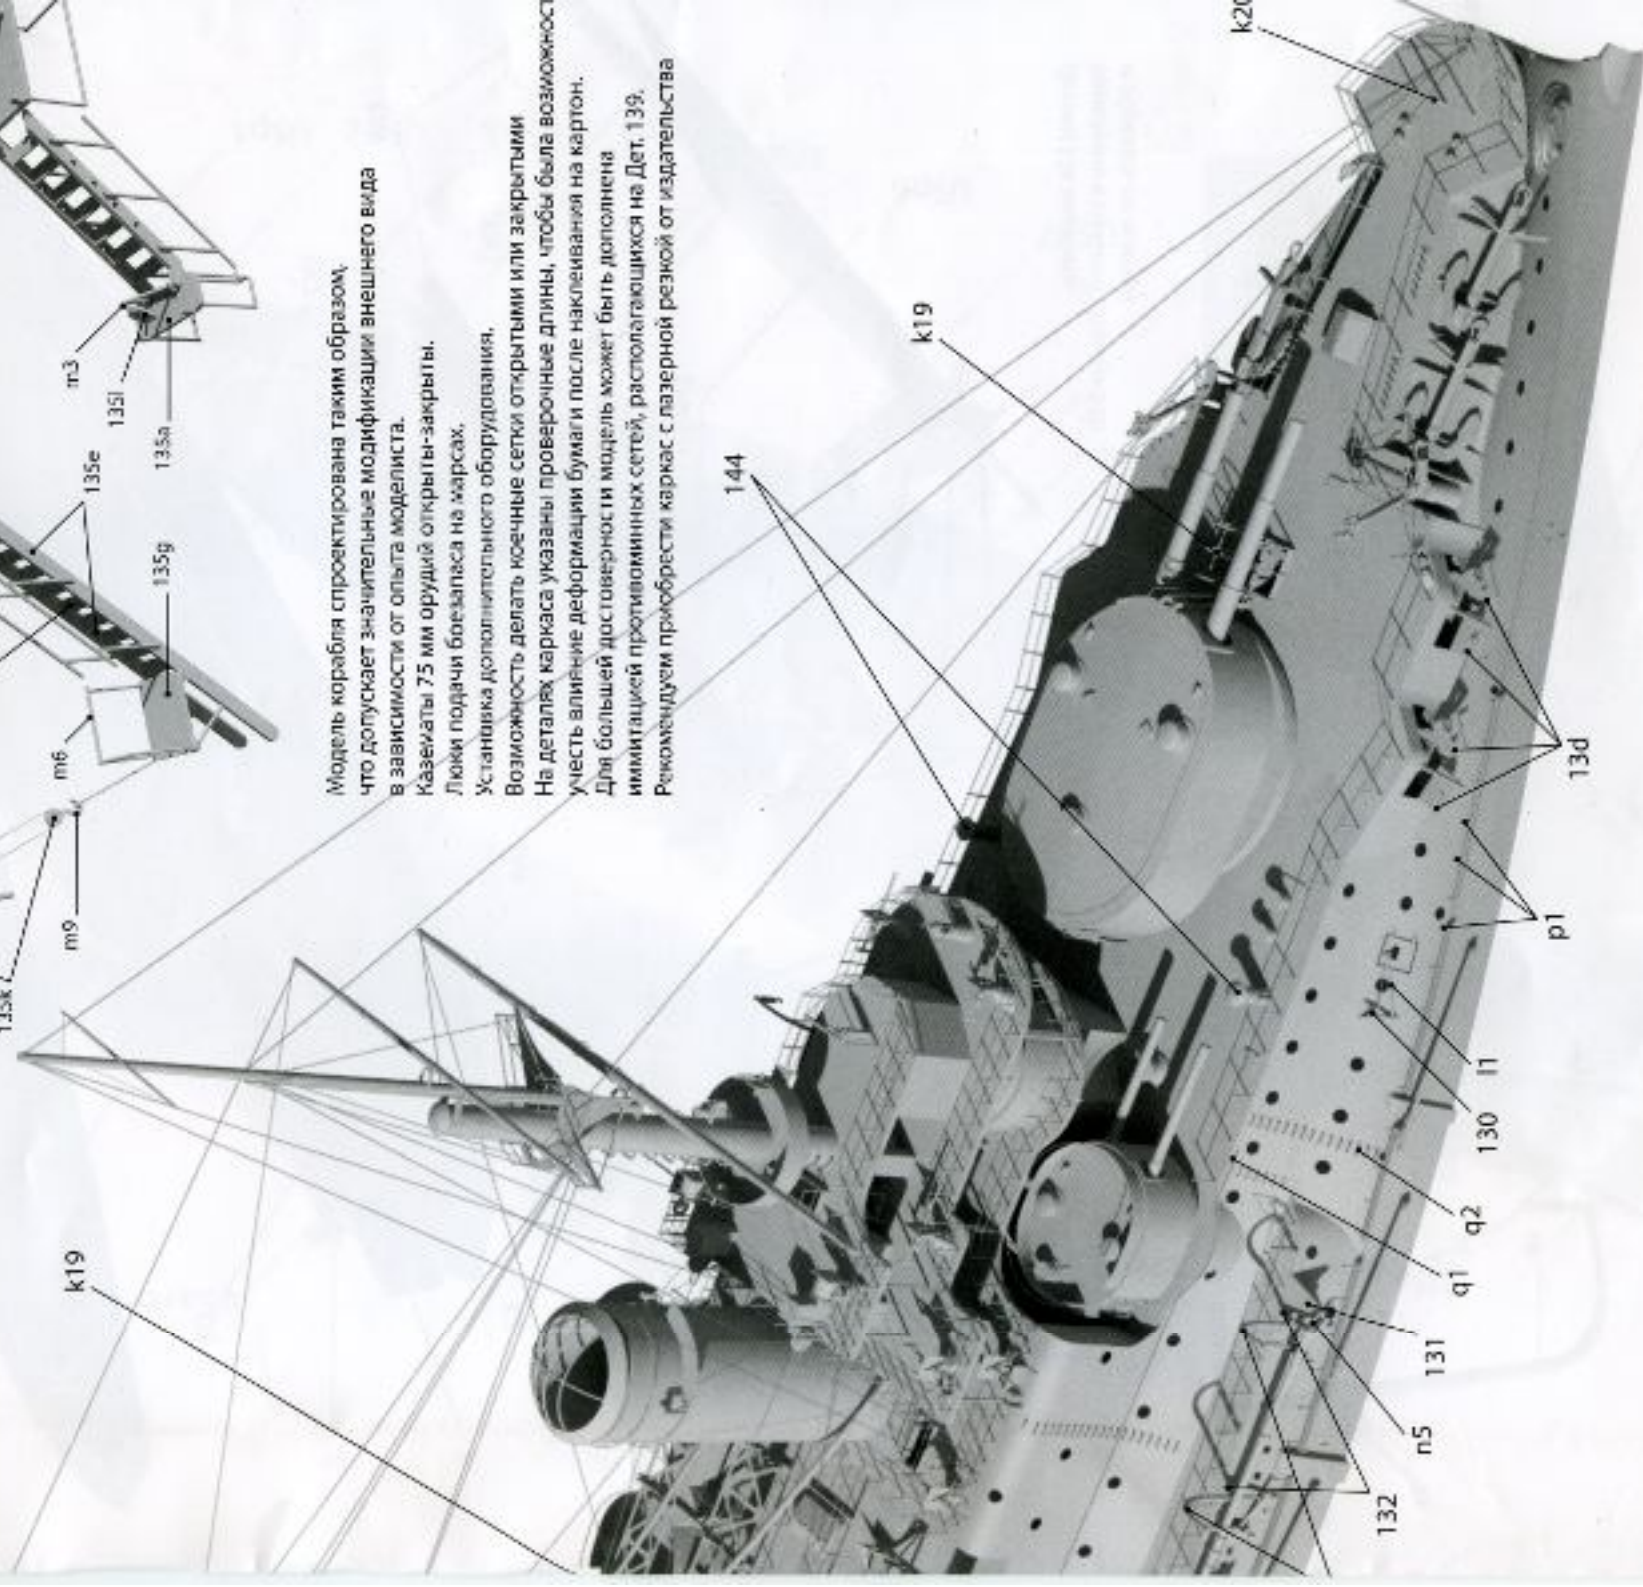 Модель корабля спроектирована таким образом,
что допускает значительные модификации внешнего вида
в зависимости от опыта моделиста.
Казематы 75 мм орудий открыты-закрыты.
Люки подачи боезапаса на марсах.
Установка дополнительного оборудования.
Возможность делать коечные сетки открытыми или закрытыми
На деталях каркаса указаны проверочные длины, чтобы была возможност
учесть влияние деформации бумаги после наклеивания на картон.
Для большей достоверности модель может быть дополнена
иммитацией противоминных сетей, располагающихся на Дет. 139.
Рекомендуем приобрести каркас с лазерной резкой от издательства
m3
135l
135a
135e
135g
m6
m9
135k
k20
k19
144
k19
13d
p1
l1
130
q2
q1
131
n5
132